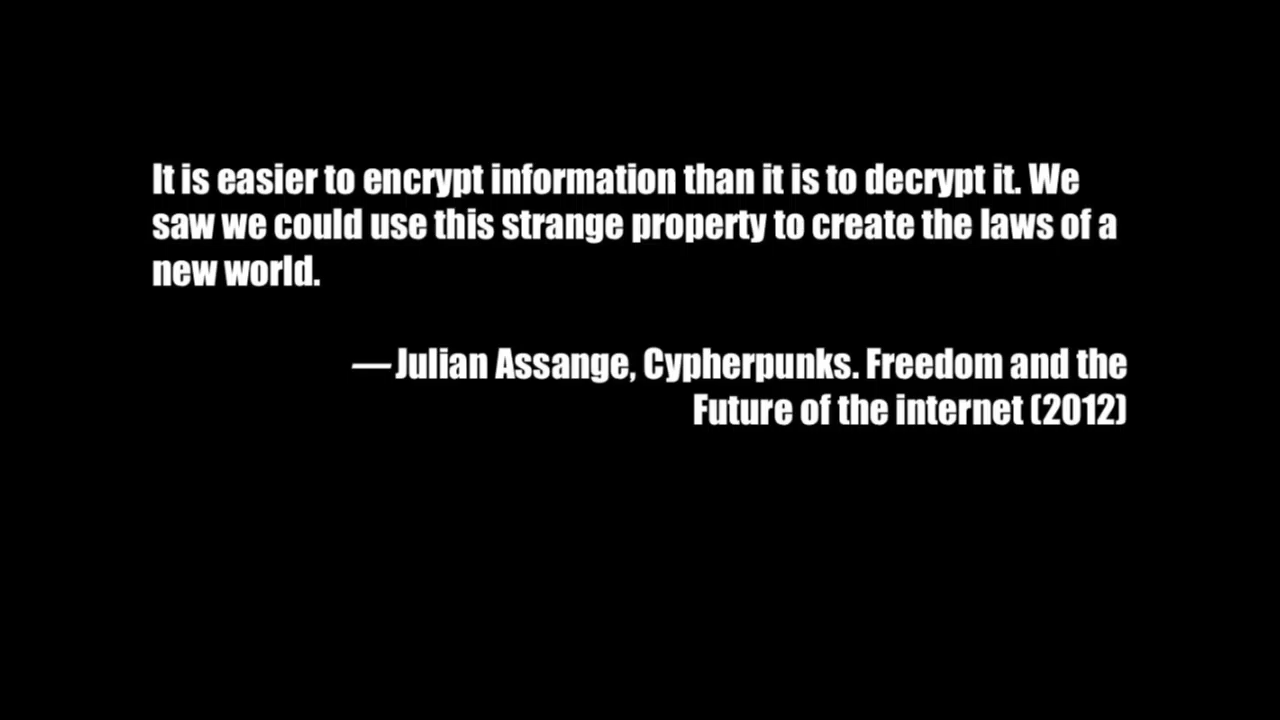 It is easier to encrypt information than it is to decrypt it. We
saw we could use this strange property to create the laws of a
new world.
—Julian Assange, Cypherpunks. Freedom and the
Future of the internet (2012)